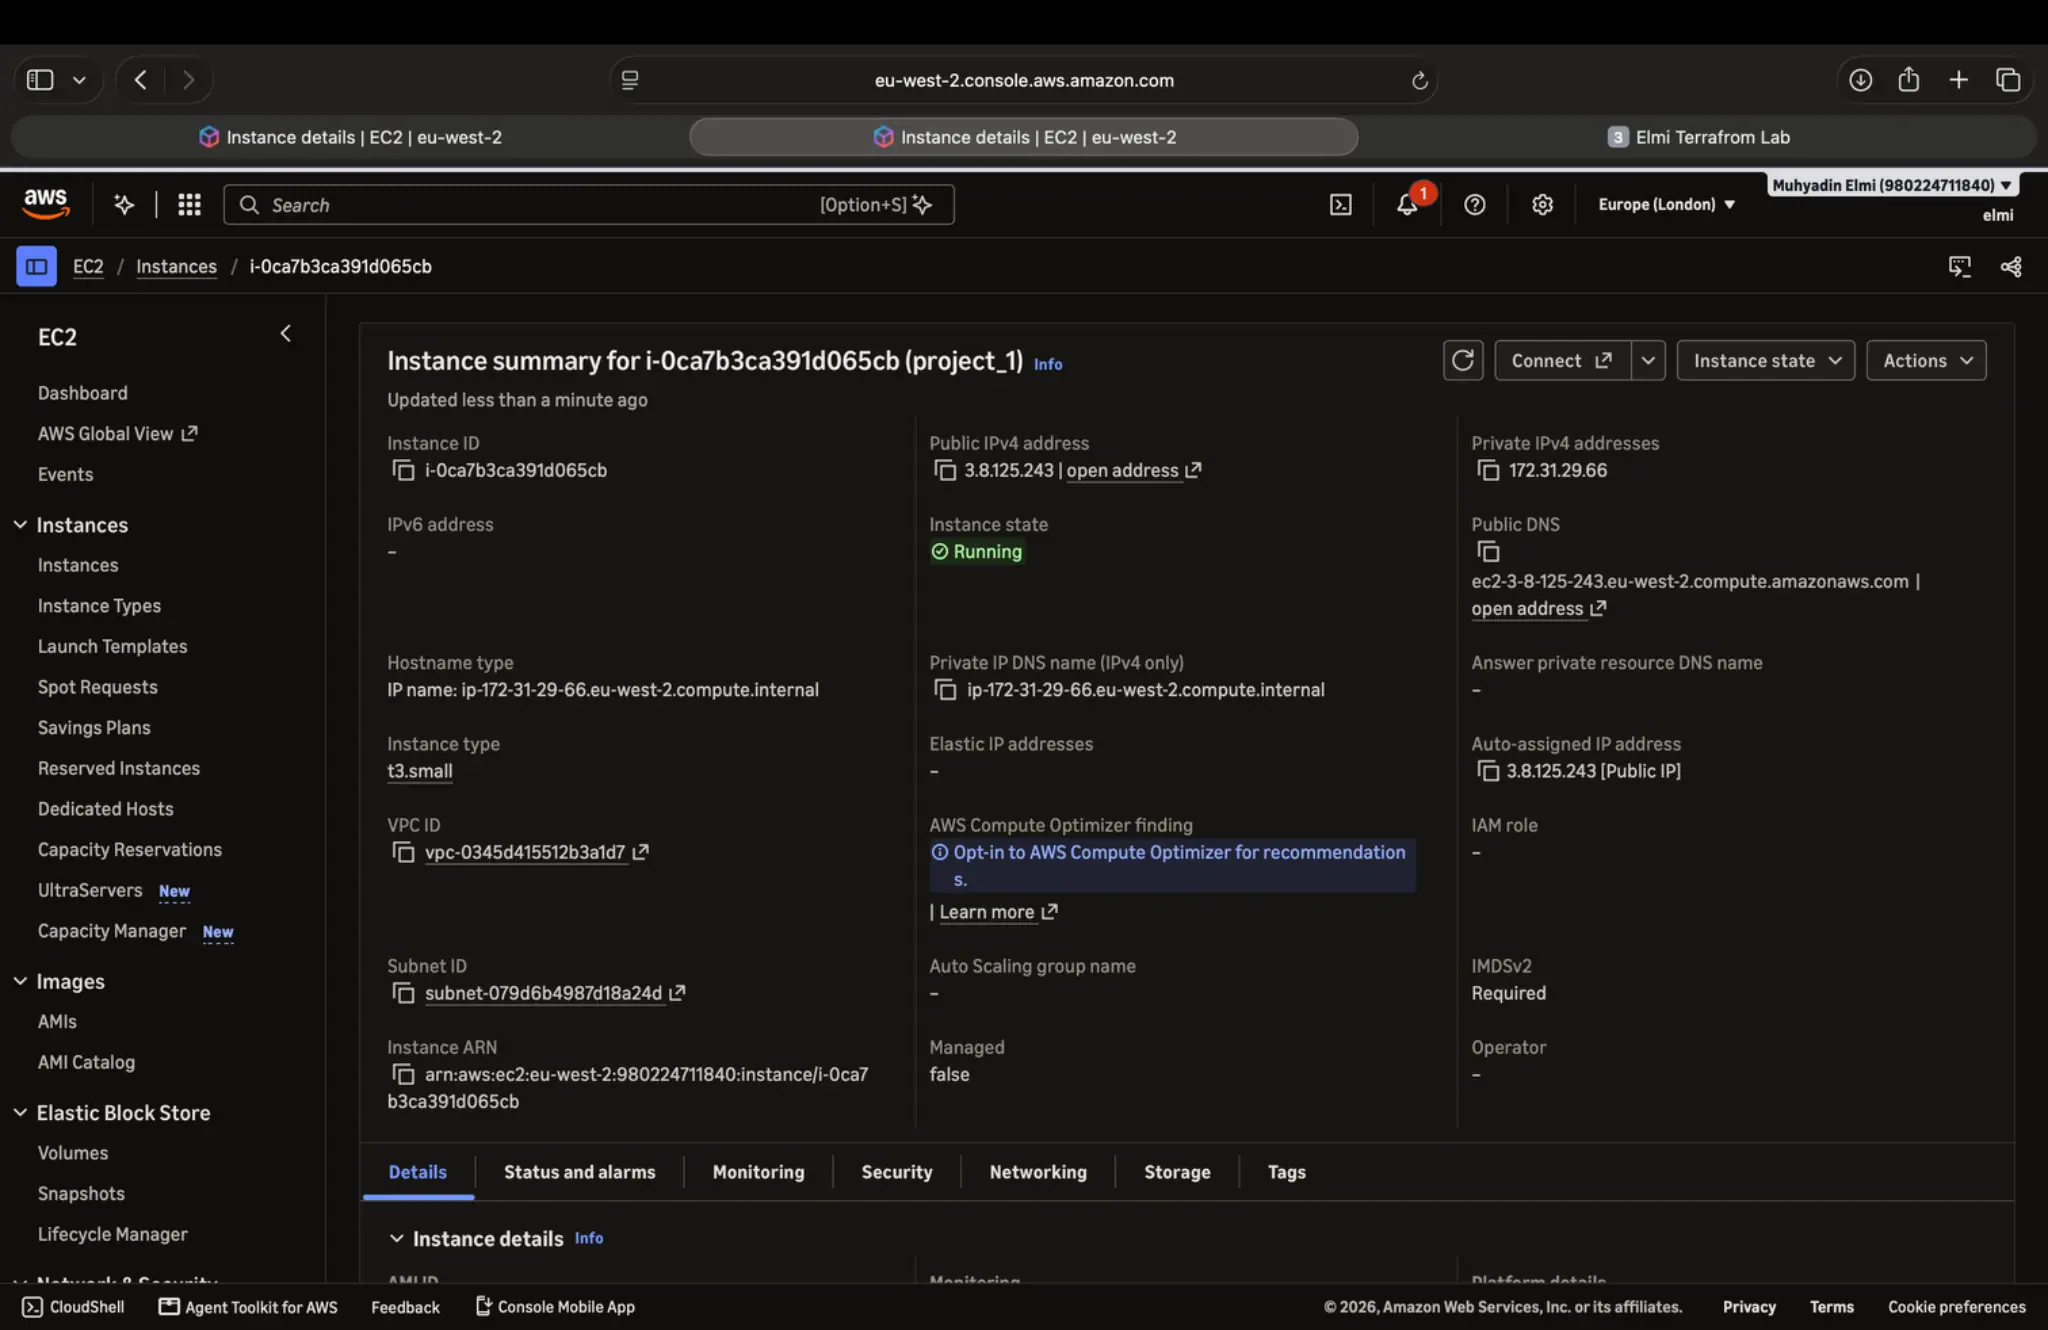 eu-west-2.console.aws.amazon.com
Instance details | EC2 | eu-west-2
Instance details | EC2 | eu-west-2
3 Elmi Terrafrom Lab
aws
Search [Option+S]
1
Europe (London)
Muhyadin Elmi (980224711840)
elmi
EC2 / Instances / i-0ca7b3ca391d065cb
EC2
Dashboard
AWS Global View
Events
Instances
Instances
Instance Types
Launch Templates
Spot Requests
Savings Plans
Reserved Instances
Dedicated Hosts
Capacity Reservations
UltraServers New
Capacity Manager New
Images
AMIs
AMI Catalog
Elastic Block Store
Volumes
Snapshots
Lifecycle Manager
Network & Security
Instance summary for i-0ca7b3ca391d065cb (project_1) Info
Updated less than a minute ago
Connect
Instance state
Actions
Instance ID
i-0ca7b3ca391d065cb
Public IPv4 address
3.8.125.243 | open address
Private IPv4 addresses
172.31.29.66
IPv6 address
–
Instance state
Running
Public DNS
ec2-3-8-125-243.eu-west-2.compute.amazonaws.com |
open address
Hostname type
IP name: ip-172-31-29-66.eu-west-2.compute.internal
Private IP DNS name (IPv4 only)
ip-172-31-29-66.eu-west-2.compute.internal
Answer private resource DNS name
–
Instance type
t3.small
Elastic IP addresses
–
Auto-assigned IP address
3.8.125.243 [Public IP]
VPC ID
vpc-0345d415512b3a1d7
AWS Compute Optimizer finding
Opt-in to AWS Compute Optimizer for recommendation
s.
| Learn more
IAM role
–
Subnet ID
subnet-079d6b4987d18a24d
Auto Scaling group name
–
IMDSv2
Required
Instance ARN
arn:aws:ec2:eu-west-2:980224711840:instance/i-0ca7
b3ca391d065cb
Managed
false
Operator
–
Details
Status and alarms
Monitoring
Security
Networking
Storage
Tags
Instance details Info
AMI ID
Monitoring
Platform details
CloudShell
Agent Toolkit for AWS
Feedback
Console Mobile App
© 2026, Amazon Web Services, Inc. or its affiliates.
Privacy
Terms
Cookie preferences